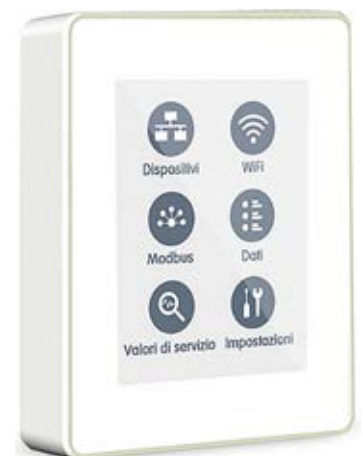 Dispositivi
WiFi
Modbus
Dati
Valori di servizio
Impostazioni